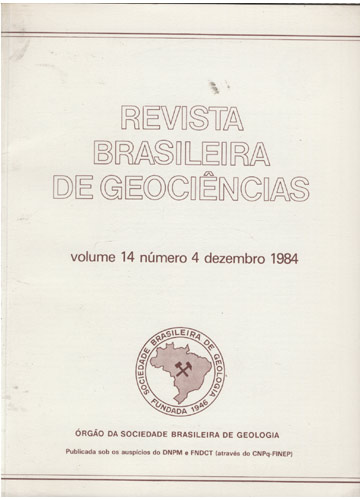 REVISTA
BRASILEIRA
DE GEOCIÊNCIAS
volume 14 número 4 dezembro 1984
SOCIEDADE BRASILEIRA DE GEOLOGIA
FUNDADA 1946
ÓRGÃO DA SOCIEDADE BRASILEIRA DE GEOLOGIA
Publicada sob os auspícios do DNPM e FNDCT (através do CNPq-FINEP)